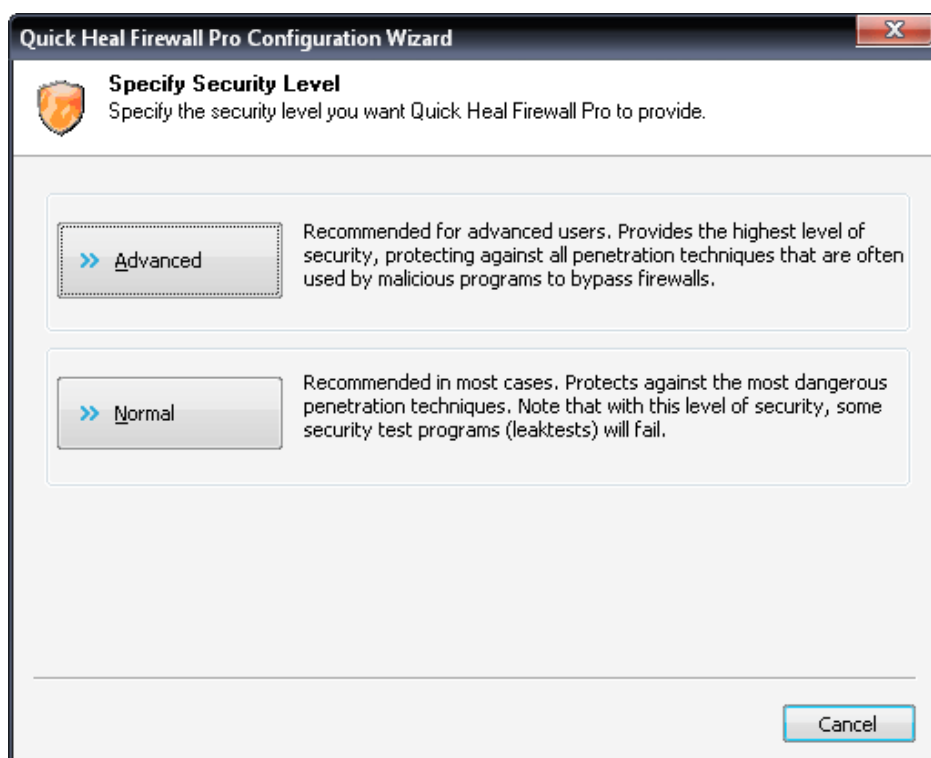 Quick Heal Firewall Pro Configuration Wizard
Specify Security Level
Specify the security level you want Quick Heal Firewall Pro to provide.
Advanced
Recommended for advanced users. Provides the highest level of
security, protecting against all penetration techniques that are often
used by malicious programs to bypass firewalls.
Normal
Recommended in most cases. Protects against the most dangerous
penetration techniques. Note that with this level of security, some
security test programs (leaktests) will fail.
Cancel